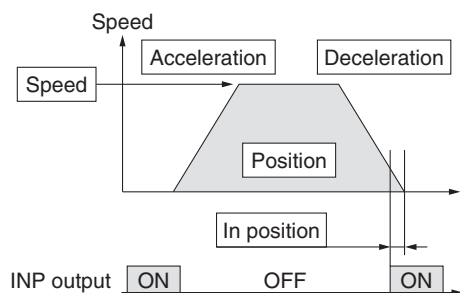 Speed
Acceleration
Deceleration
Speed
Position
In position
INP output
ON
OFF
ON